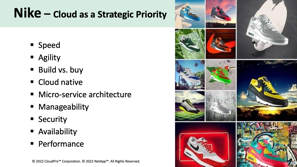 Nike – Cloud as a Strategic Priority
▪ Speed
▪ Agility
▪ Build vs. buy
▪ Cloud native
▪ Micro-service architecture
▪ Manageability
▪ Security
▪ Availability
▪ Performance
© 2022 CloudPro™ Corporation. © 2022 NetApp™. All Rights Reserved.